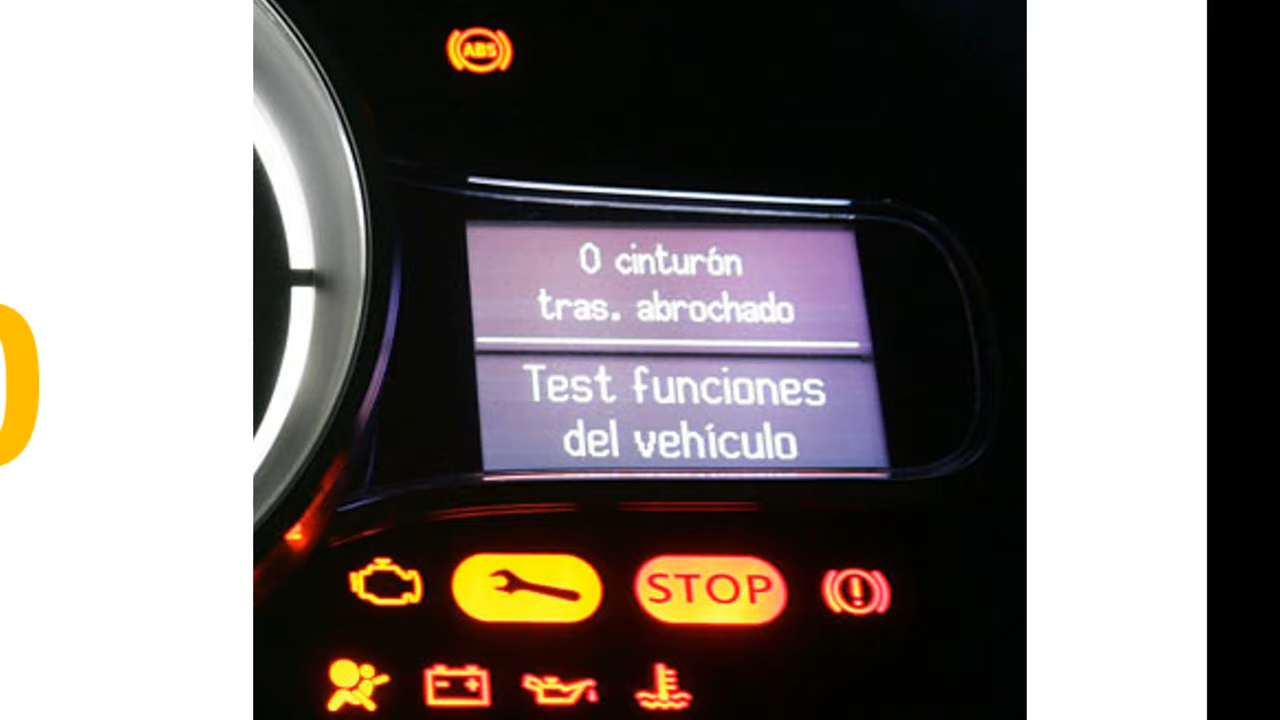 ABS
0 cinturón
tras. abrochado
Test funciones
del vehículo
STOP